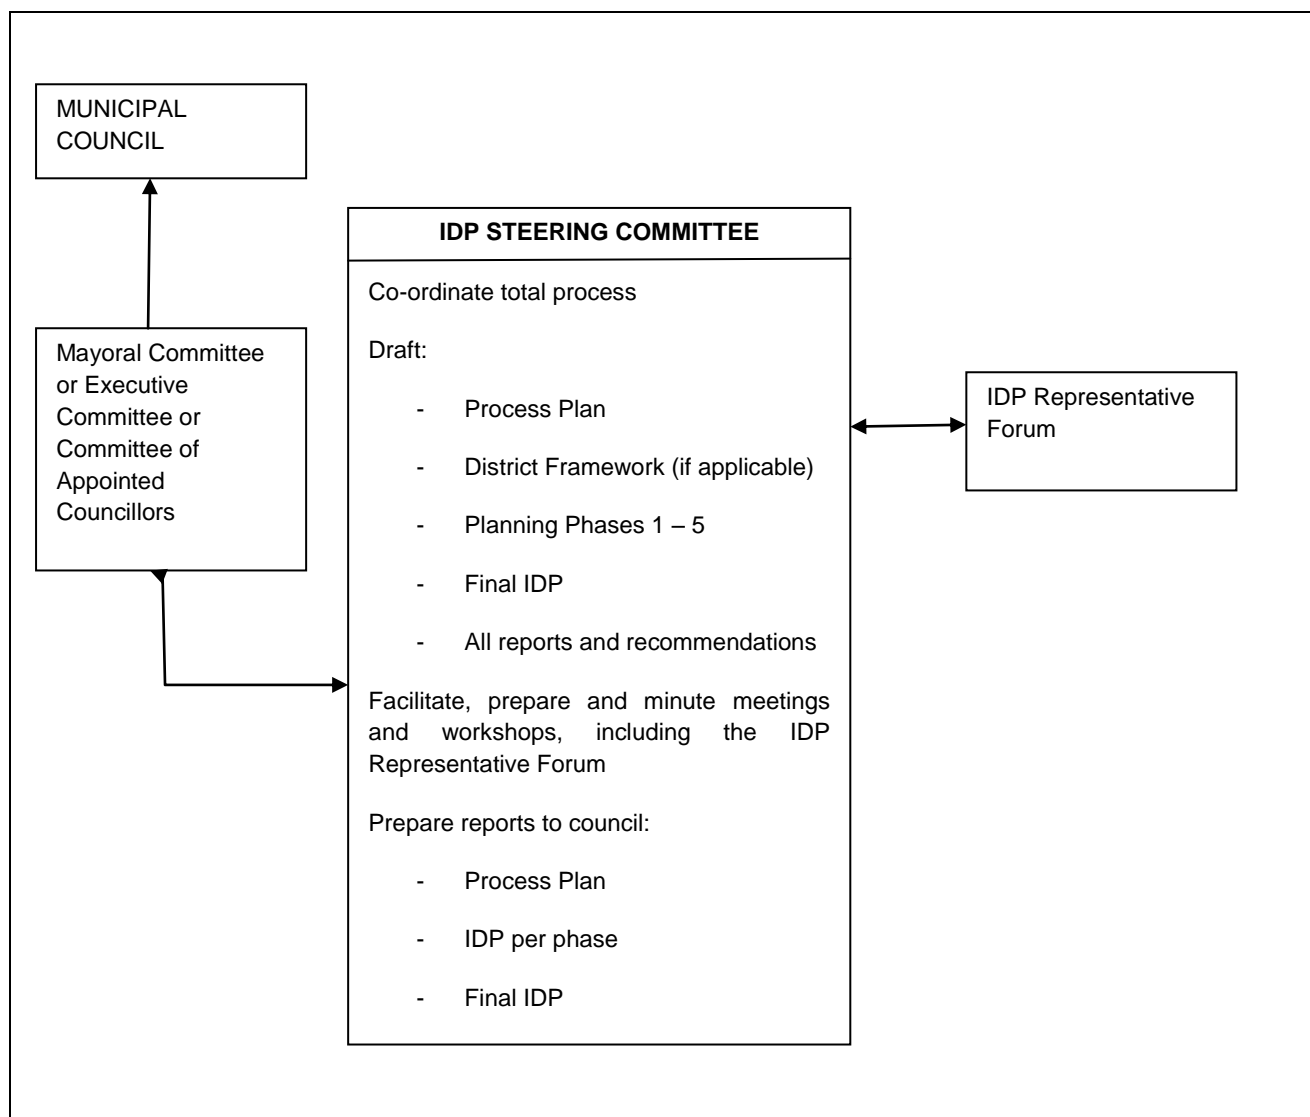 MUNICIPAL
COUNCIL
Mayoral Committee
or Executive
Committee or
Committee of
Appointed
Councillors
IDP STEERING COMMITTEE
Co-ordinate total process
Draft:
- Process Plan
- District Framework (if applicable)
- Planning Phases 1 – 5
- Final IDP
- All reports and recommendations
Facilitate, prepare and minute meetings
and workshops, including the IDP
Representative Forum
Prepare reports to council:
- Process Plan
- IDP per phase
- Final IDP
IDP Representative
Forum